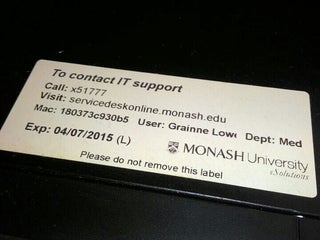 To contact IT support
Call: x51777
Visit: servicedeskonline.monash.edu
Mac: 180373c930b5 User: Grainne Lowe Dept: Med
Exp: 04/07/2015 (L)
MONASH University
eSolutions
Please do not remove this label